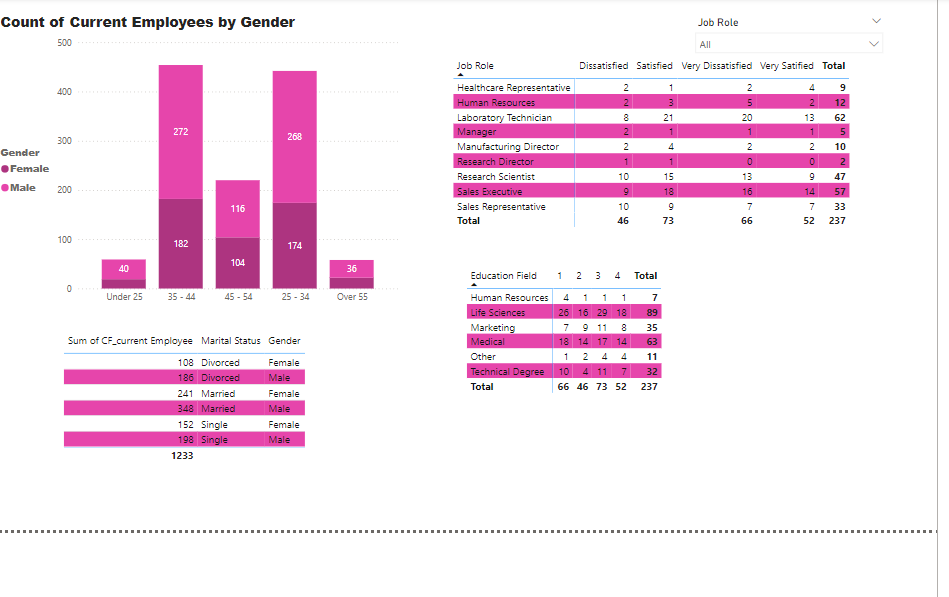 Count of Current Employees by Gender
500
400
300
200
100
0
272
182
268
174
116
104
40
36
Under 25 35 - 44 45 - 54 25 - 34 Over 55
Gender
Female
Male
Sum of CF_current Employee Marital Status Gender
108 Divorced Female
186 Divorced Male
241 Married Female
348 Married Male
152 Single Female
198 Single Male
1233
Job Role
All
Job Role Dissatisfied Satisfied Very Dissatisfied Very Satified Total
Healthcare Representative 2 1 2 4 9
Human Resources 2 3 5 2 12
Laboratory Technician 8 21 20 13 62
Manager 2 1 1 1 5
Manufacturing Director 2 4 2 2 10
Research Director 1 1 0 0 2
Research Scientist 10 15 13 9 47
Sales Executive 9 18 16 14 57
Sales Representative 10 9 7 7 33
Total 46 73 66 52 237
Education Field 1 2 3 4 Total
Human Resources 4 1 1 1 7
Life Sciences 26 16 29 18 89
Marketing 7 9 11 8 35
Medical 18 14 17 14 63
Other 1 2 4 4 11
Technical Degree 10 4 11 7 32
Total 66 46 73 52 237